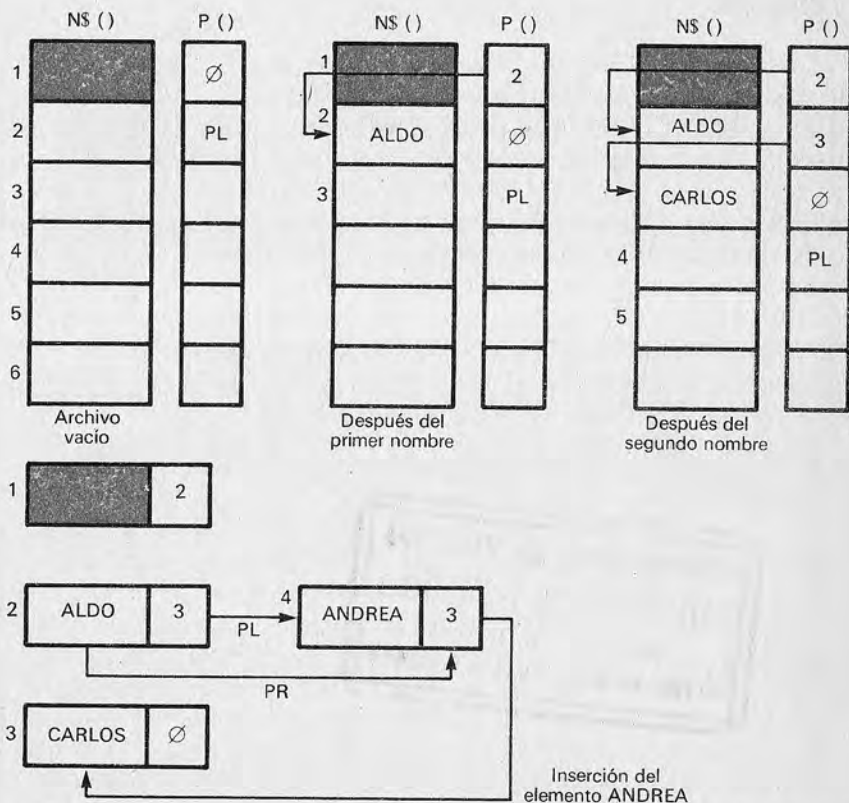 N$ ( ) P ( ) N$ ( ) P ( ) N$ ( ) P ( )
1 Ø 1 2 1 2
2 PL 2 ALDO Ø ALDO 3
3 3 PL CARLOS Ø
4 4 PL
5 5
6
Archivo vacío
Después del primer nombre
Después del segundo nombre
1 2
2 ALDO 3 PL 4 ANDREA 3
PR
3 CARLOS Ø
Inserción del
elemento ANDREA